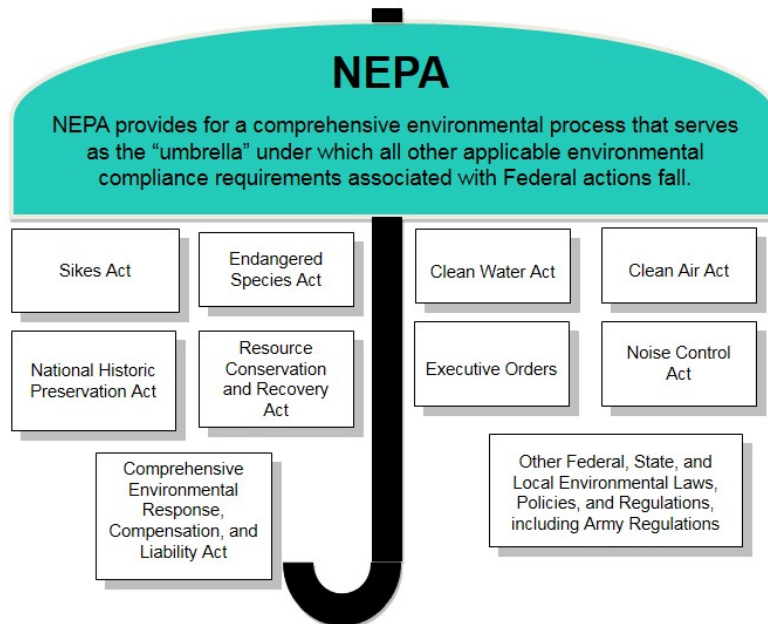 NEPA
NEPA provides for a comprehensive environmental process that serves
as the “umbrella” under which all other applicable environmental
compliance requirements associated with Federal actions fall.
Sikes Act
Endangered
Species Act
Clean Water Act
Clean Air Act
National Historic
Preservation Act
Resource
Conservation
and Recovery
Act
Executive Orders
Noise Control
Act
Comprehensive
Environmental
Response,
Compensation, and
Liability Act
Other Federal, State, and
Local Environmental Laws,
Policies, and Regulations,
including Army Regulations